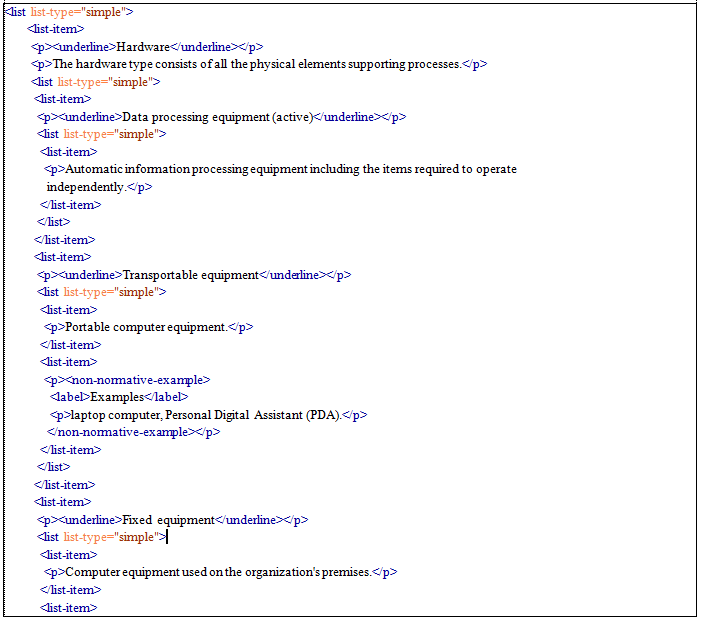 <list list-type="simple">
<list-item>
<p><underline>Hardware</underline></p>
<p>The hardware type consists of all the physical elements supporting processes.</p>
<list list-type="simple">
<list-item>
<p><underline>Data processing equipment (active)</underline></p>
<list list-type="simple">
<list-item>
<p>Automatic information processing equipment including the items required to operate
independently.</p>
</list-item>
</list>
</list-item>
<list-item>
<p><underline>Transportable equipment</underline></p>
<list list-type="simple">
<list-item>
<p>Portable computer equipment.</p>
</list-item>
<list-item>
<p><non-normative-example>
<label>Examples</label>
<p>laptop computer, Personal Digital Assistant (PDA).</p>
</non-normative-example></p>
</list-item>
</list>
</list-item>
<list-item>
<p><underline>Fixed equipment</underline></p>
<list list-type="simple">
<list-item>
<p>Computer equipment used on the organization's premises.</p>
</list-item>
<list-item>